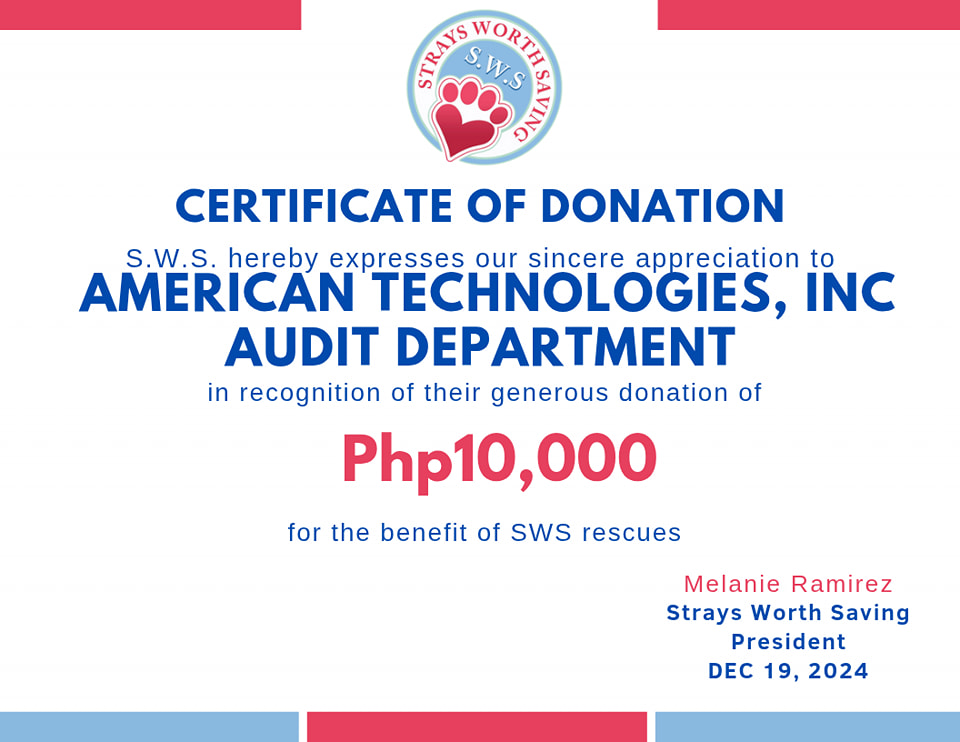 STRAYS WORTH SAVING
S.W.S
CERTIFICATE OF DONATION
S.W.S. hereby expresses our sincere appreciation to
AMERICAN TECHNOLOGIES, INC
AUDIT DEPARTMENT
in recognition of their generous donation of
Php10,000
for the benefit of SWS rescues
Melanie Ramirez
Strays Worth Saving
President
DEC 19, 2024